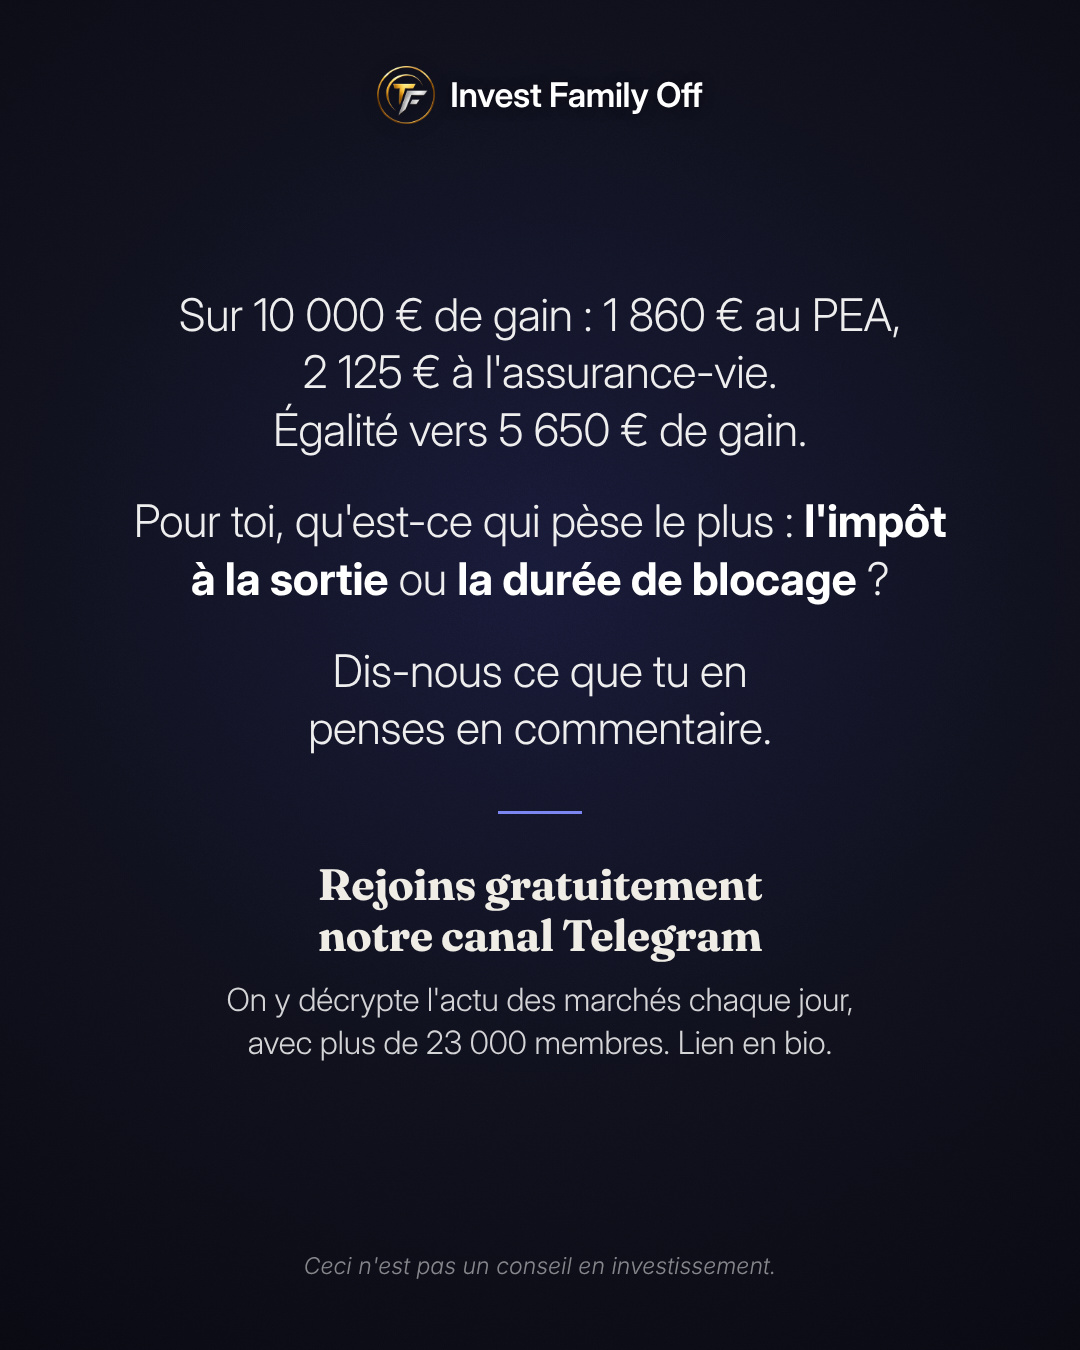 TF Invest Family Off
Sur 10 000 € de gain : 1 860 € au PEA,
2 125 € à l'assurance-vie.
Égalité vers 5 650 € de gain.
Pour toi, qu'est-ce qui pèse le plus : l'impôt
à la sortie ou la durée de blocage ?
Dis-nous ce que tu en
penses en commentaire.
Rejoins gratuitement
notre canal Telegram
On y décrypte l'actu des marchés chaque jour,
avec plus de 23 000 membres. Lien en bio.
Ceci n'est pas un conseil en investissement.